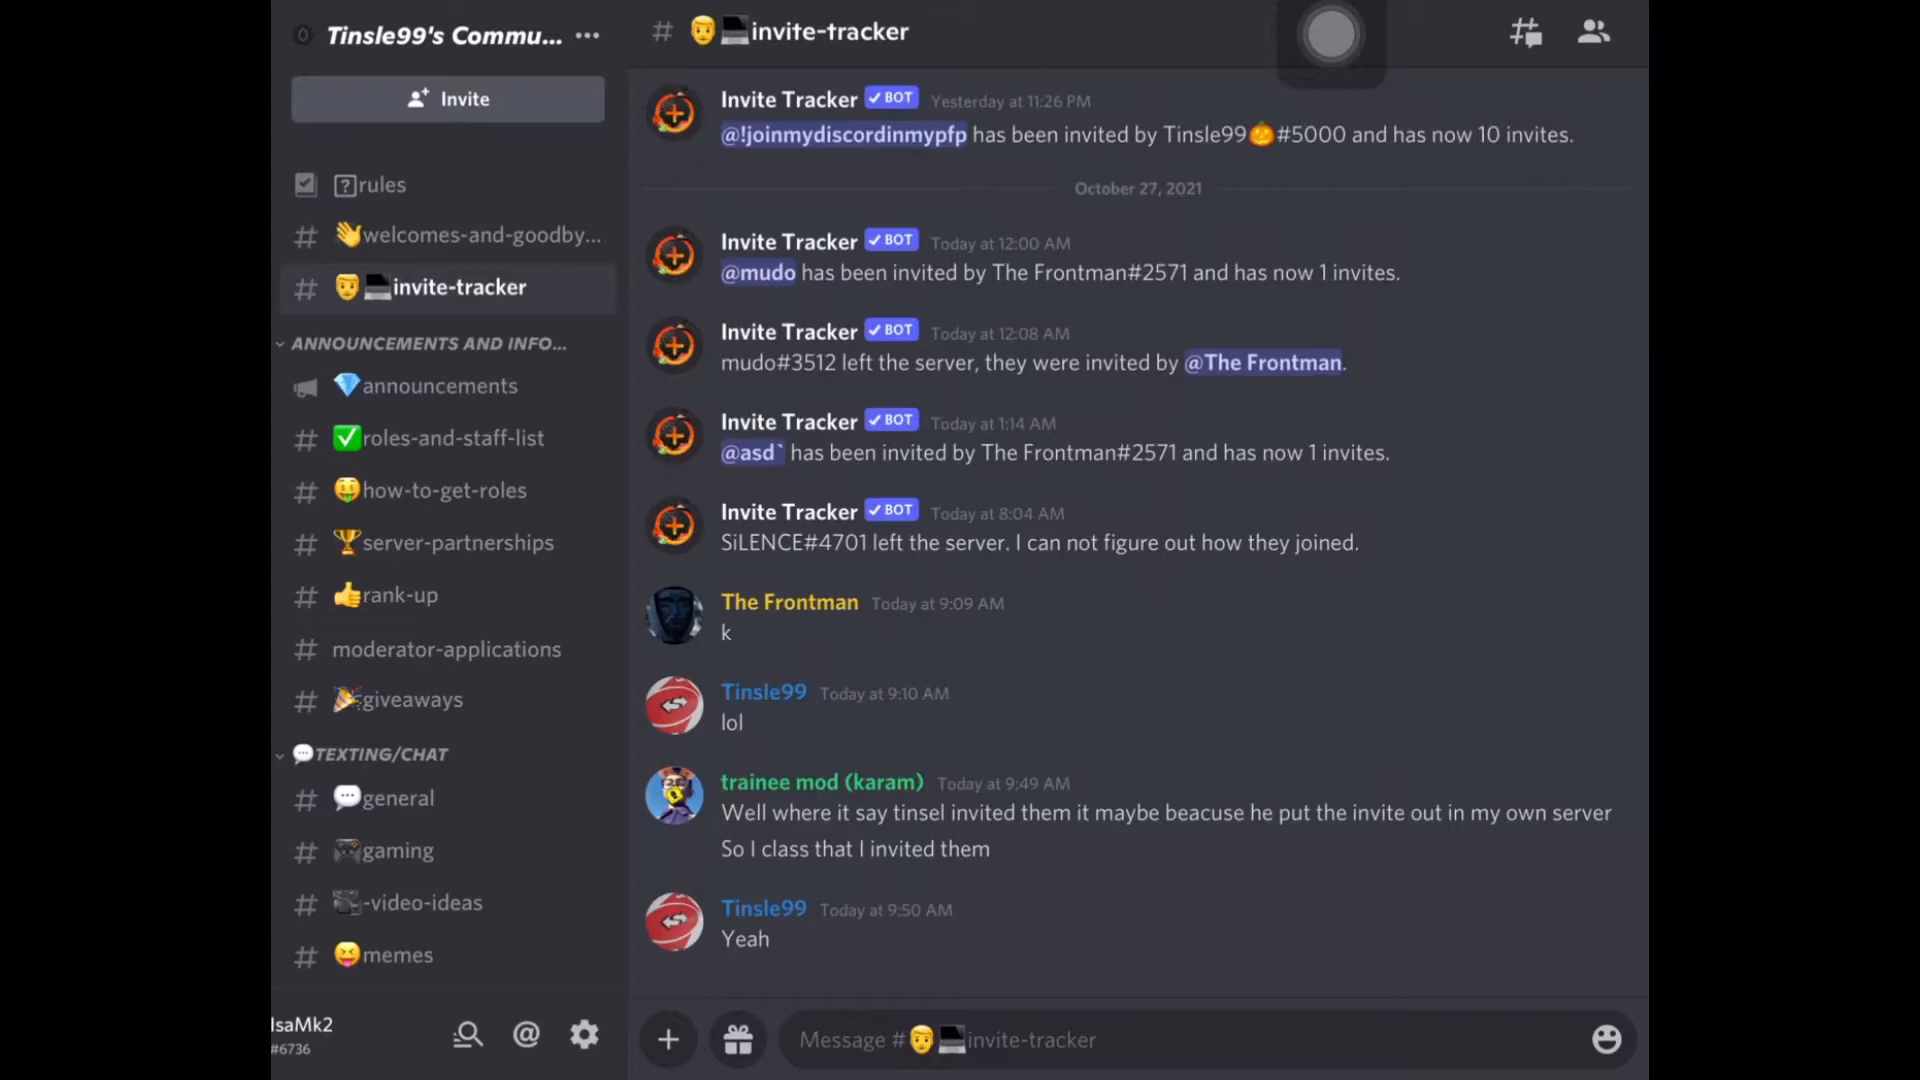 Tinsle99's Commu...
Invite
rules
welcomes-and-goodby...
invite-tracker
ANNOUNCEMENTS AND INFO...
announcements
roles-and-staff-list
how-to-get-roles
server-partnerships
rank-up
moderator-applications
giveaways
TEXTING/CHAT
general
gaming
-video-ideas
memes
IsaMk2
#6736
# invite-tracker
Invite Tracker BOT Yesterday at 11:26 PM
@!joinmydiscordinmypfp has been invited by Tinsle99🎃#5000 and has now 10 invites.
October 27, 2021
Invite Tracker BOT Today at 12:00 AM
@mudo has been invited by The Frontman#2571 and has now 1 invites.
Invite Tracker BOT Today at 12:08 AM
mudo#3512 left the server, they were invited by @The Frontman.
Invite Tracker BOT Today at 1:14 AM
@asd` has been invited by The Frontman#2571 and has now 1 invites.
Invite Tracker BOT Today at 8:04 AM
SiLENCE#4701 left the server. I can not figure out how they joined.
The Frontman Today at 9:09 AM
k
Tinsle99 Today at 9:10 AM
lol
trainee mod (karam) Today at 9:49 AM
Well where it say tinsel invited them it maybe beacuse he put the invite out in my own server
So I class that I invited them
Tinsle99 Today at 9:50 AM
Yeah
Message #👨💻invite-tracker